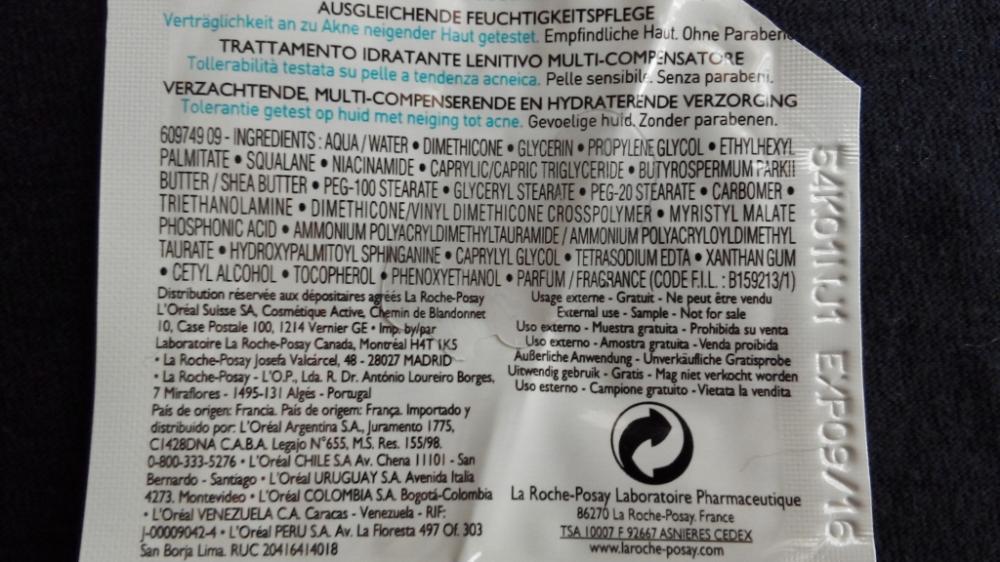 AUSGLEICHENDE FEUCHTIGKEITSPFLEGE
Verträglichkeit an zu Akne neigender Haut getestet. Empfindliche Haut. Ohne Parabene
TRATTAMENTO IDRATANTE LENITIVO MULTI-COMPENSATORE
Tollerabilità testata su pelle a tendenza acneica. Pelle sensibile. Senza parabeni.
VERZACHTENDE, MULTI-COMPENSERENDE EN HYDRATERENDE VERZORGING
Tolerantie getest op huid met neiging tot acne. Gevoelige huid. Zonder parabenen.
609749 09 - INGREDIENTS : AQUA / WATER • DIMETHICONE • GLYCERIN • PROPYLENE GLYCOL • ETHYLHEXYL
PALMITATE • SQUALANE • NIACINAMIDE • CAPRYLIC/CAPRIC TRIGLYCERIDE • BUTYROSPERMUM PARKII
BUTTER / SHEA BUTTER • PEG-100 STEARATE • GLYCERYL STEARATE • PEG-20 STEARATE • CARBOMER •
TRIETHANOLAMINE • DIMETHICONE/VINYL DIMETHICONE CROSSPOLYMER • MYRISTYL MALATE
PHOSPHONIC ACID • AMMONIUM POLYACRYLDIMETHYLTAURAMIDE / AMMONIUM POLYACRYLOYLDIMETHYL
TAURATE • HYDROXYPALMITOYL SPHINGANINE • CAPRYLYL GLYCOL • TETRASODIUM EDTA • XANTHAN GUM
• CETYL ALCOHOL • TOCOPHEROL • PHENOXYETHANOL • PARFUM / FRAGRANCE (CODE F.I.L. : B159213/1)
Distribution réservée aux dépositaires agréés La Roche-Posay
L'Oréal Suisse SA, Cosmétique Active, Chemin de Blandonnet
10, Case Postale 100, 1214 Vernier GE • Imp. by/par
Laboratoire La Roche-Posay Canada, Montréal H4T 1K5
• La Roche-Posay Josefa Valcárcel, 48 - 28027 MADRID
• La Roche-Posay - L'O.P., Lda. R. Dr. António Loureiro Borges,
7 Miraflores - 1495-131 Algés - Portugal
País de origen: Francia. País de origem: França. Importado y
distribuido por: L'Oréal Argentina S.A., Juramento 1775,
C1428DNA C.A.B.A. Legajo N°655, M.S. Res. 155/98.
0-800-333-5276 • L'Oréal CHILE S.A Av. Chena 11101 - San
Bernardo - Santiago • L'Oréal URUGUAY S.A. Avenida Italia
4273. Montevideo • L'Oréal COLOMBIA S.A. Bogotá-Colombia
• L'Oréal VENEZUELA C.A. Caracas - Venezuela - RIF:
J-00009042-4 • L'Oréal PERU S.A. Av. La Floresta 497 Of. 303
San Borja Lima. RUC 20416414018
Usage externe - Gratuit - Ne peut être vendu
External use - Sample - Not for sale
Uso externo - Muestra gratuita - Prohibida su venta
Uso externo - Amostra gratuita - Venda proibida
Äußerliche Anwendung - Unverkäufliche Gratisprobe
Uitwendig gebruik - Gratis - Mag niet verkocht worden
Uso esterno - Campione gratuito - Vietata la vendita
La Roche-Posay Laboratoire Pharmaceutique
86270 La Roche-Posay. France
TSA 10007 F 92667 ASNIERES CEDEX
www.laroche-posay.com
54K01U1 EXP09/16